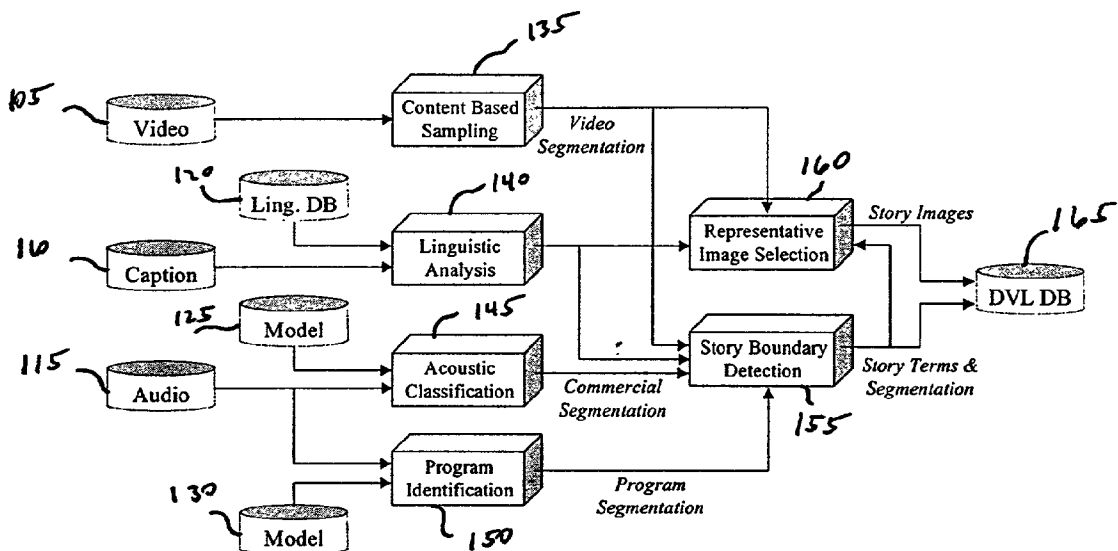 135
105
Video
Content Based
Sampling
Video
Segmentation
120
Ling. DB
140
Linguistic
Analysis
160
Representative
Image Selection
Story Images
165
DVL DB
110
Caption
125
Model
145
Acoustic
Classification
Commercial
Segmentation
Story Boundary
Detection
Story Terms &
Segmentation
155
115
Audio
Program
Identification
Program
Segmentation
130
Model
150